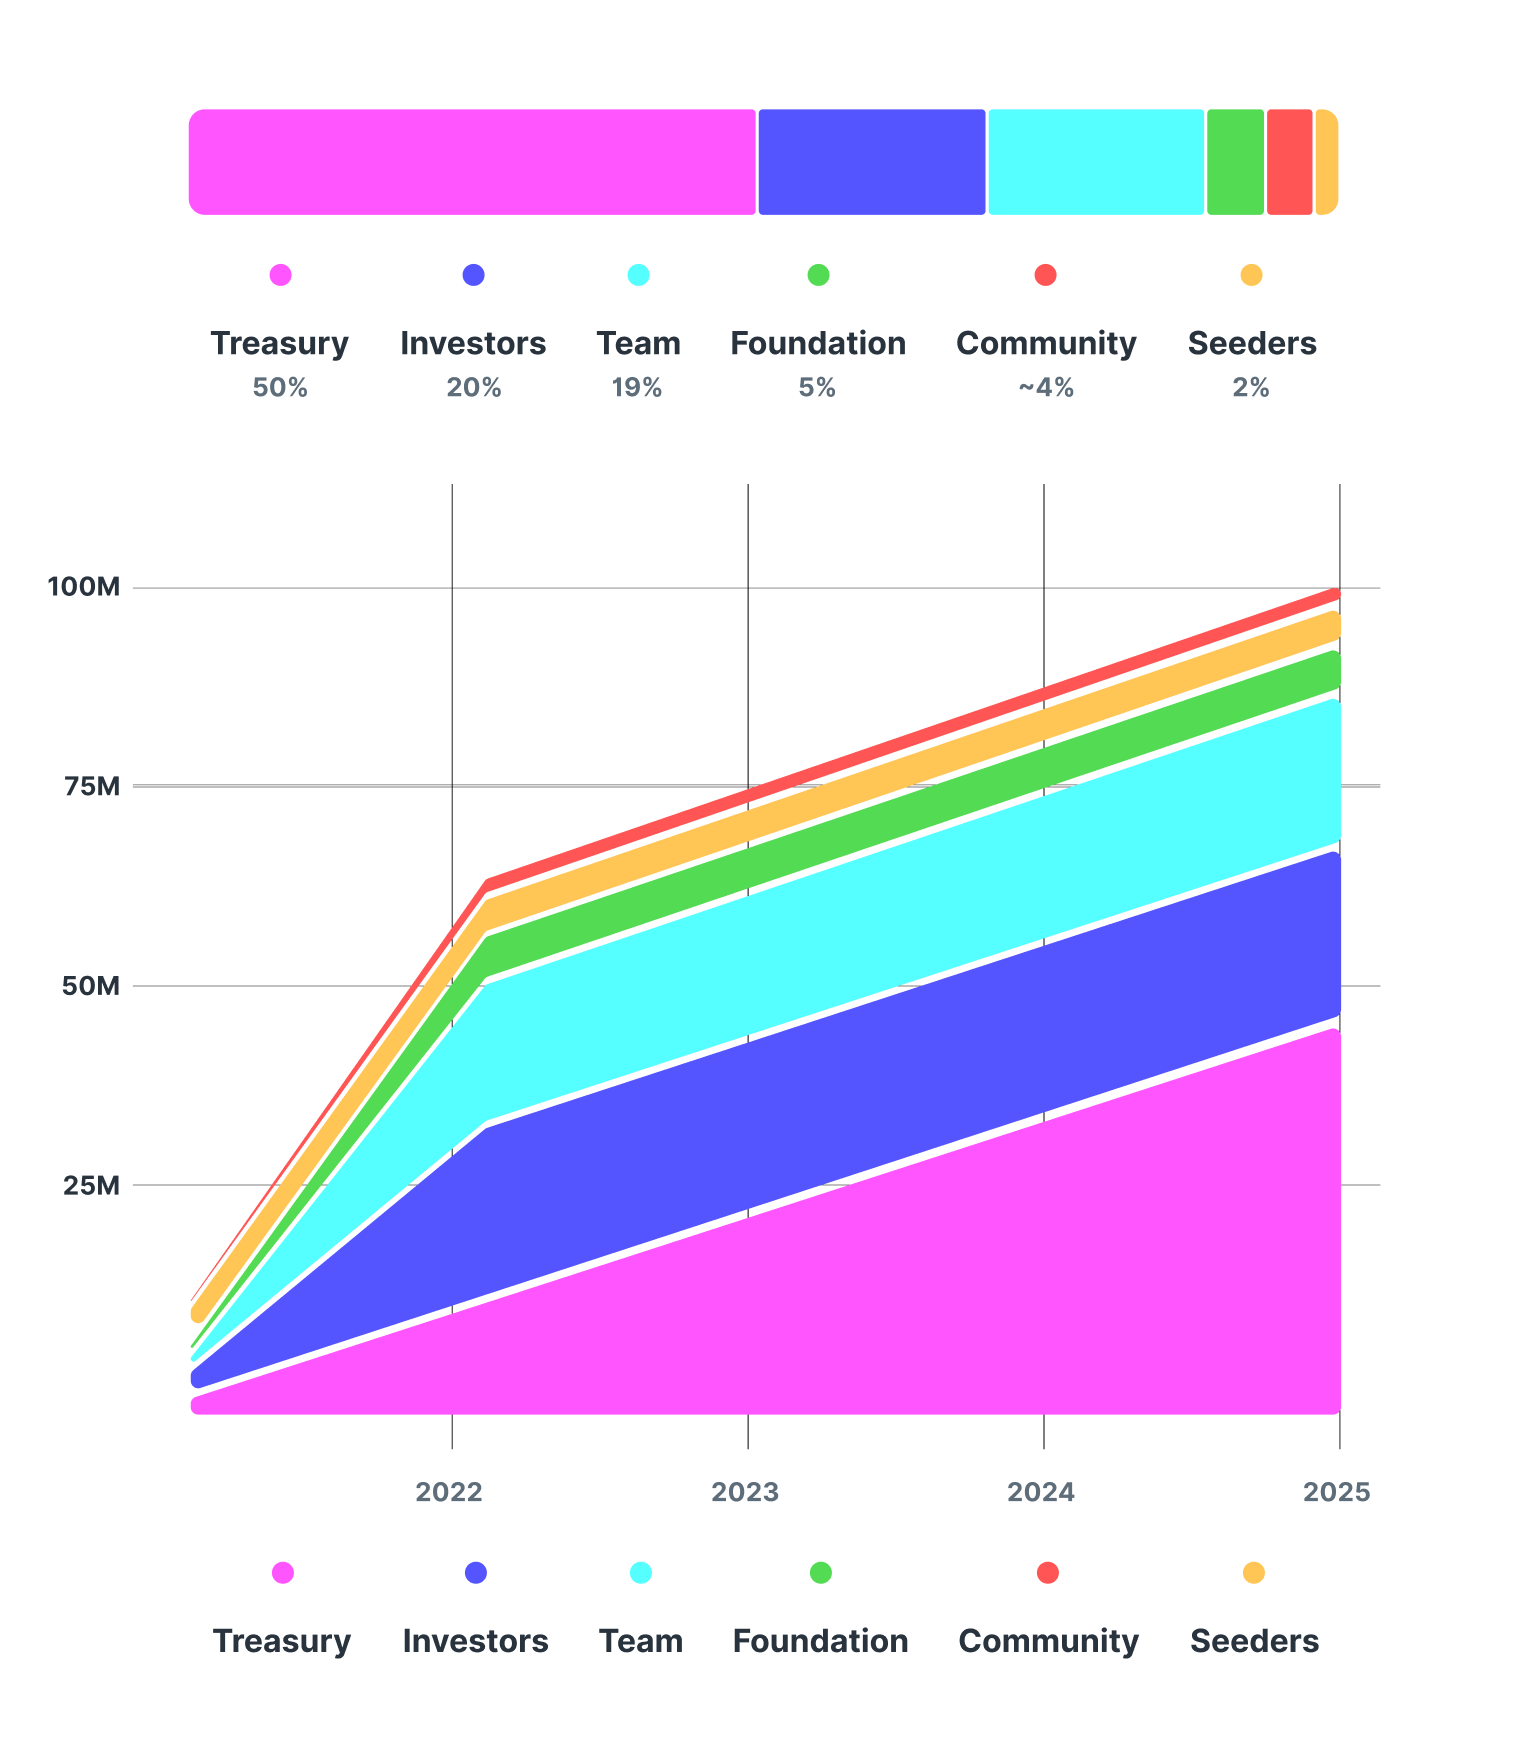 Treasury Investors Team Foundation Community Seeders
50% 20% 19% 5% ~4% 2%
100M
75M
50M
25M
2022 2023 2024 2025
Treasury Investors Team Foundation Community Seeders